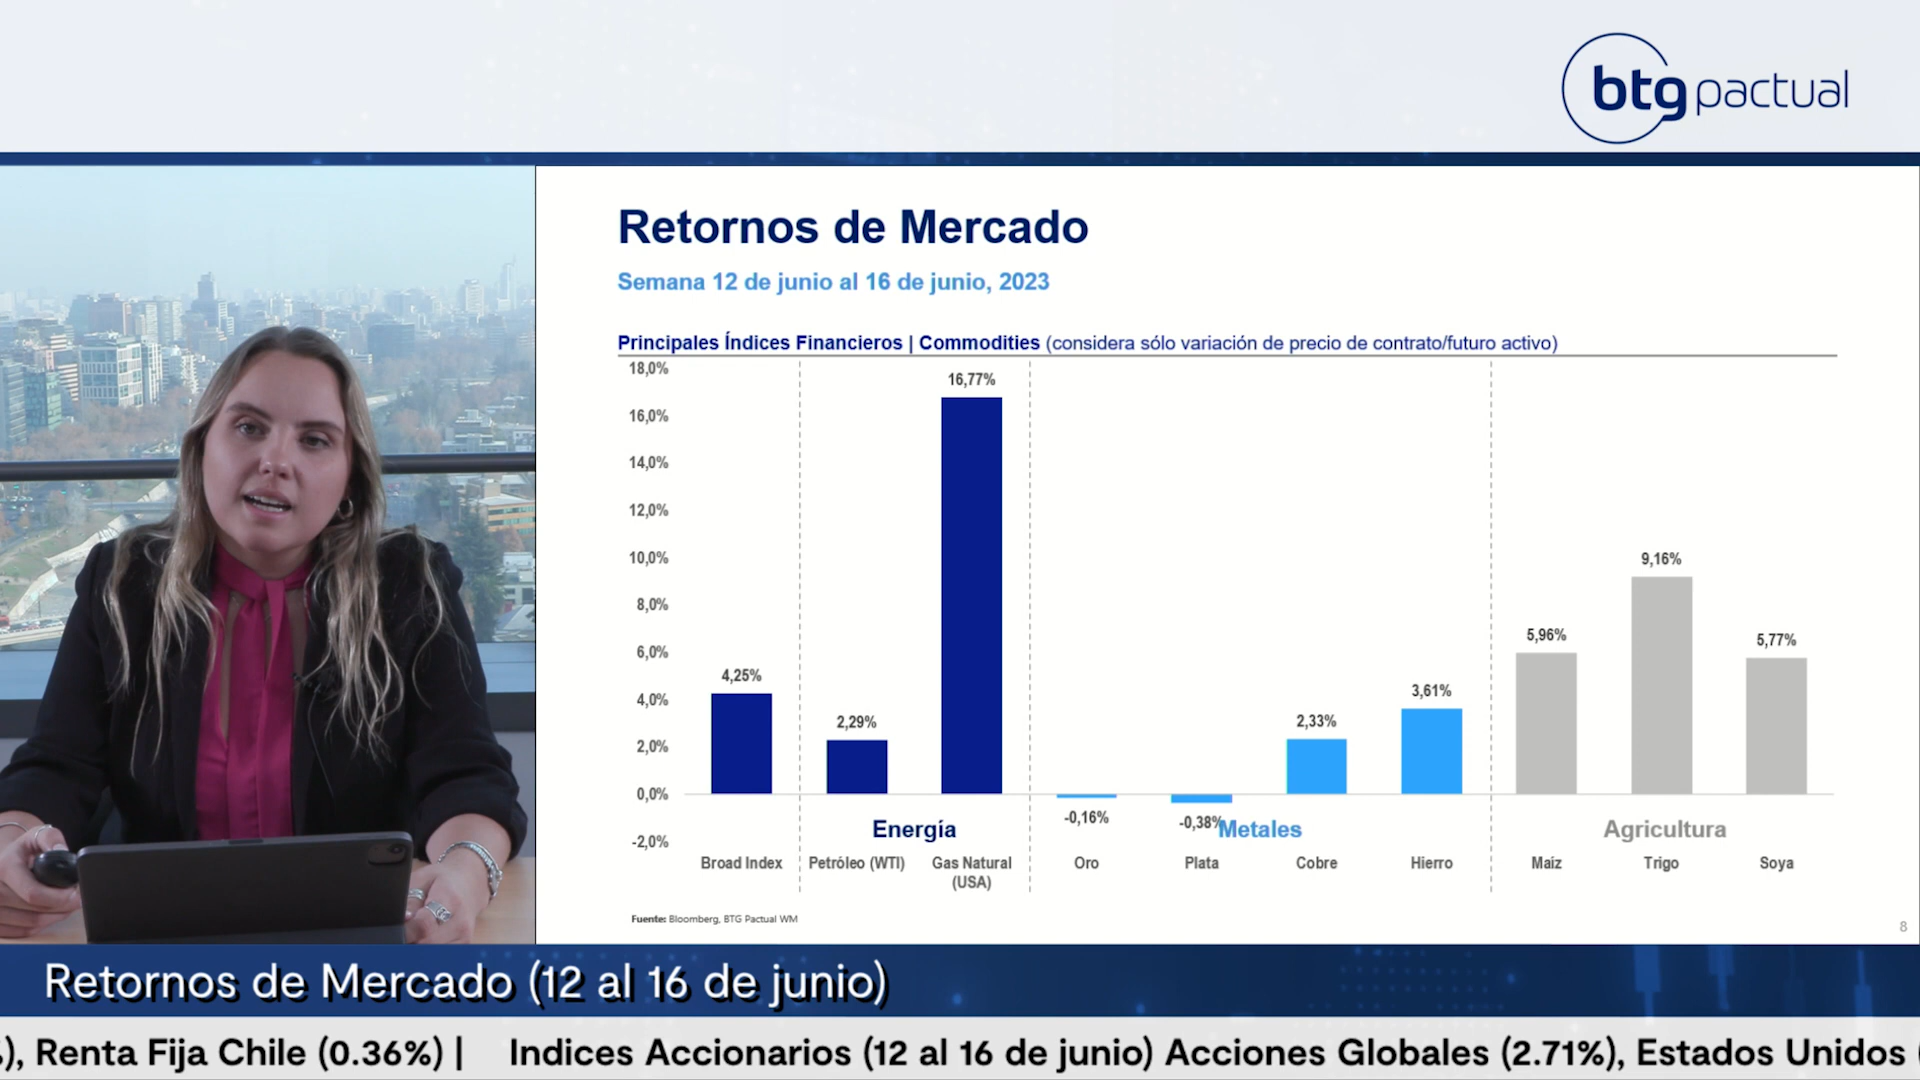 btg pactual
Retornos de Mercado
Semana 12 de junio al 16 de junio, 2023
Principales Índices Financieros | Commodities (considera sólo variación de precio de contrato/futuro activo)
18,0%
16,0%
14,0%
12,0%
10,0%
8,0%
6,0%
4,0%
2,0%
0,0%
-2,0%
4,25%
2,29%
16,77%
-0,16%
-0,38%
2,33%
3,61%
5,96%
9,16%
5,77%
Energía
Metales
Agricultura
Broad Index
Petróleo (WTI)
Gas Natural
(USA)
Oro
Plata
Cobre
Hierro
Maíz
Trigo
Soya
Fuente: Bloomberg, BTG Pactual WM
8
Retornos de Mercado (12 al 16 de junio)
), Renta Fija Chile (0.36%) | Indices Accionarios (12 al 16 de junio) Acciones Globales (2.71%), Estados Unidos (